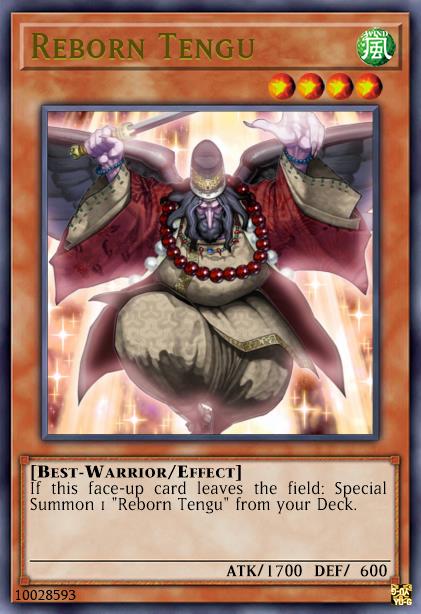 REBORN TENGU
WIND
風
[BEST-WARRIOR/EFFECT]
If this face-up card leaves the field: Special
Summon 1 "Reborn Tengu" from your Deck.
ATK/1700 DEF/ 600
10028593